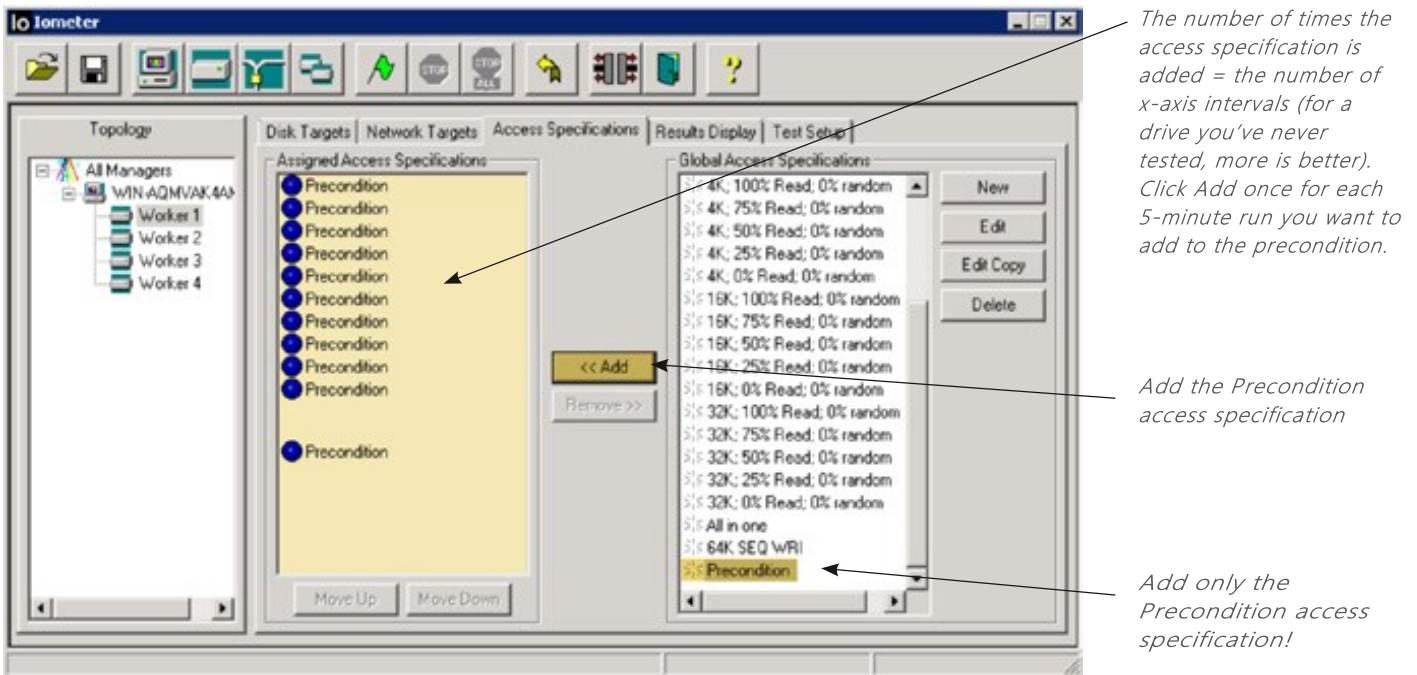 Iometer
STOP
STOP
ALL
Topology
All Managers
WIN-AQMVAK4AM
Worker 1
Worker 2
Worker 3
Worker 4
Disk Targets
Network Targets
Access Specifications
Results Display
Test Setup
Assigned Access Specifications
Precondition
Precondition
Precondition
Precondition
Precondition
Precondition
Precondition
Precondition
Precondition
Precondition
Precondition
Move Up
Move Down
<< Add
Remove >>
Global Access Specifications
4K; 100% Read; 0% random
4K; 75% Read; 0% random
4K; 50% Read; 0% random
4K; 25% Read; 0% random
4K; 0% Read; 0% random
16K; 100% Read; 0% random
16K; 75% Read; 0% random
16K; 50% Read; 0% random
16K; 25% Read; 0% random
16K; 0% Read; 0% random
32K; 100% Read; 0% random
32K; 75% Read; 0% random
32K; 50% Read; 0% random
32K; 25% Read; 0% random
32K; 0% Read; 0% random
All in one
64K SEQ WRI
Precondition
New
Edit
Edit Copy
Delete
The number of times the
access specification is
added = the number of
x-axis intervals (for a
drive you’ve never
tested, more is better).
Click Add once for each
5-minute run you want to
add to the precondition.
Add the Precondition
access specification
Add only the
Precondition access
specification!